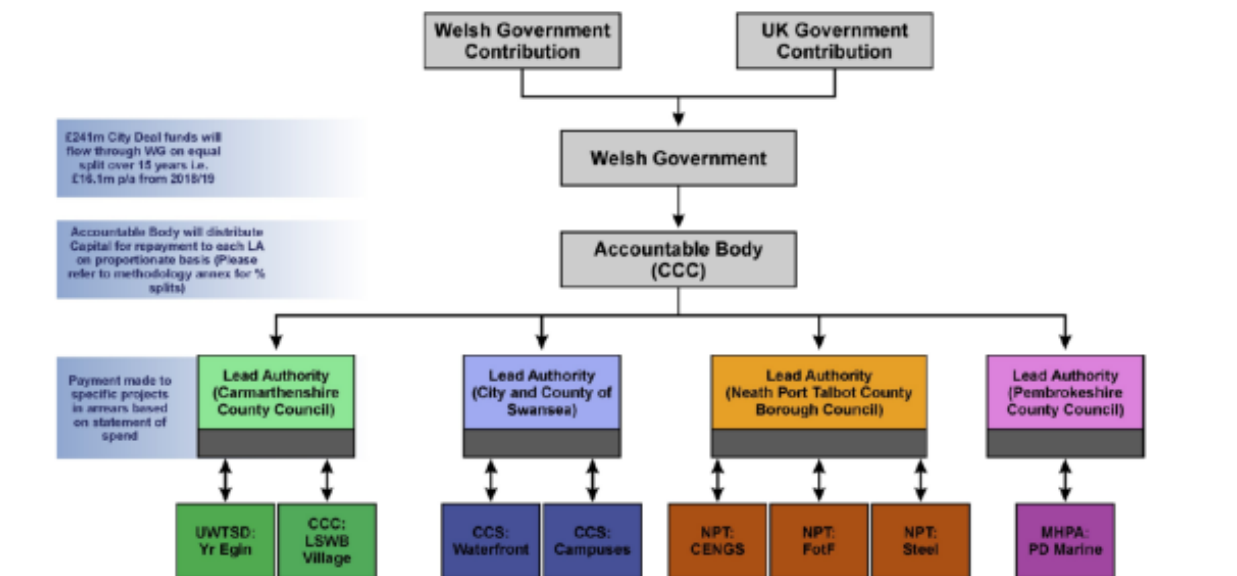 Welsh Government
Contribution
UK Government
Contribution
£241m City Deal funds will
flow through WG on equal
split over 15 years i.e.
£16.1m p/a from 2018/19
Welsh Government
Accountable Body will distribute
Capital for repayment to each LA
on proportionate basis (Please
refer to methodology annex for %
splits)
Accountable Body
(CCC)
Payment made to
specific projects
in arrears based
on statement of
spend
Lead Authority
(Carmarthenshire
County Council)
Lead Authority
(City and County of
Swansea)
Lead Authority
(Neath Port Talbot County
Borough Council)
Lead Authority
(Pembrokeshire
County Council)
UWTSD:
Yr Egin
CCC:
LSWB
Village
CCS:
Waterfront
CCS:
Campuses
NPT:
CENGS
NPT:
FotF
NPT:
Steel
MHPA:
PD Marine